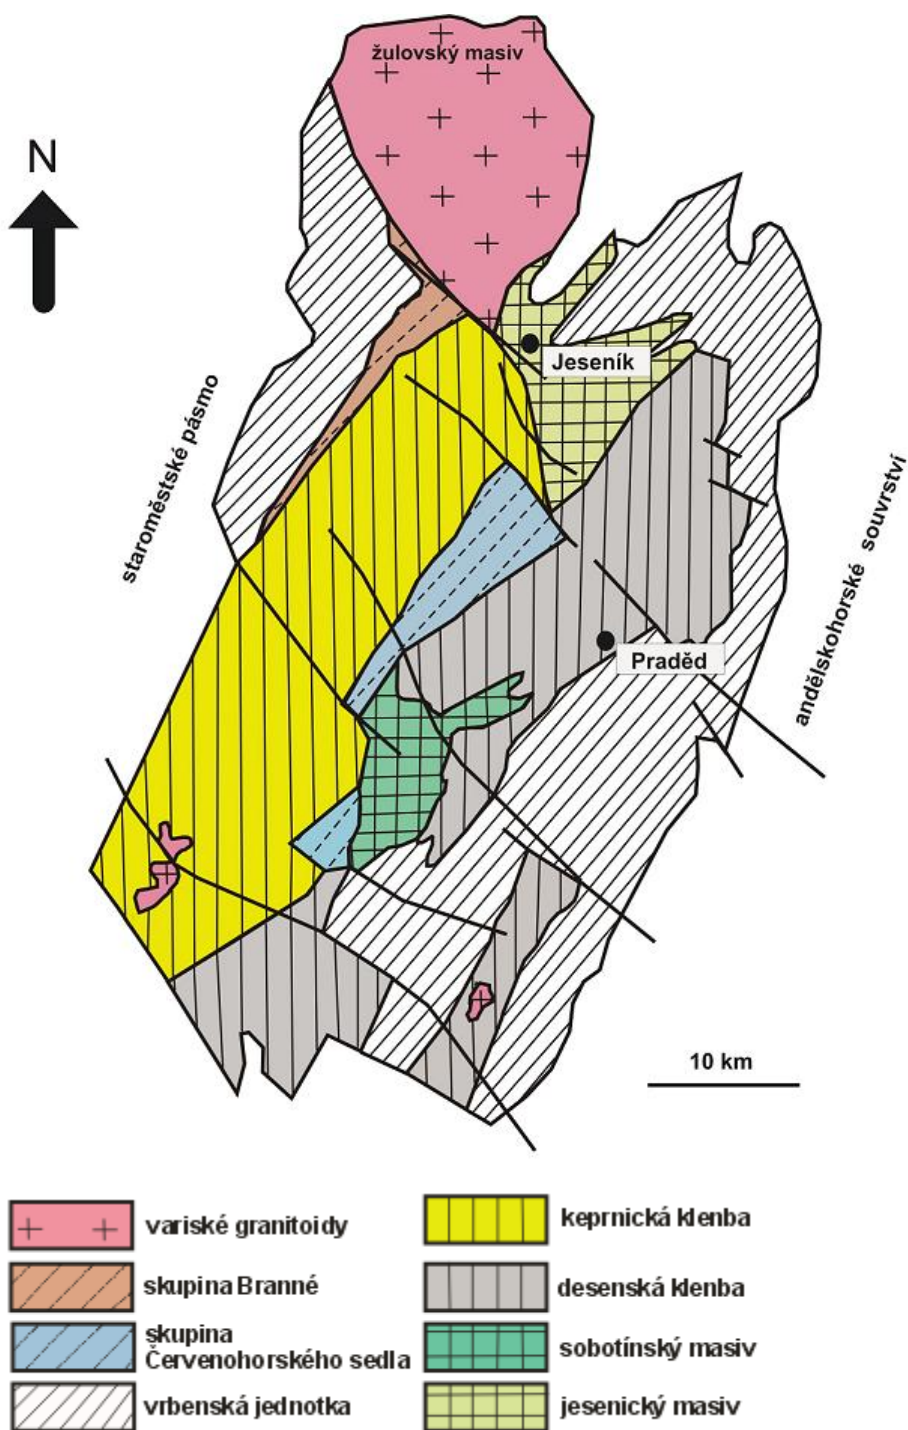 žulovský masiv
N
Jeseník
staroměstské pásmo
andělskohorské souvrství
Praděd
10 km
variské granitoidy
skupina Branné
skupina
Červenohorského sedla
vrbenská jednotka
keprnická klenba
desenská klenba
sobotínský masiv
jesenický masiv